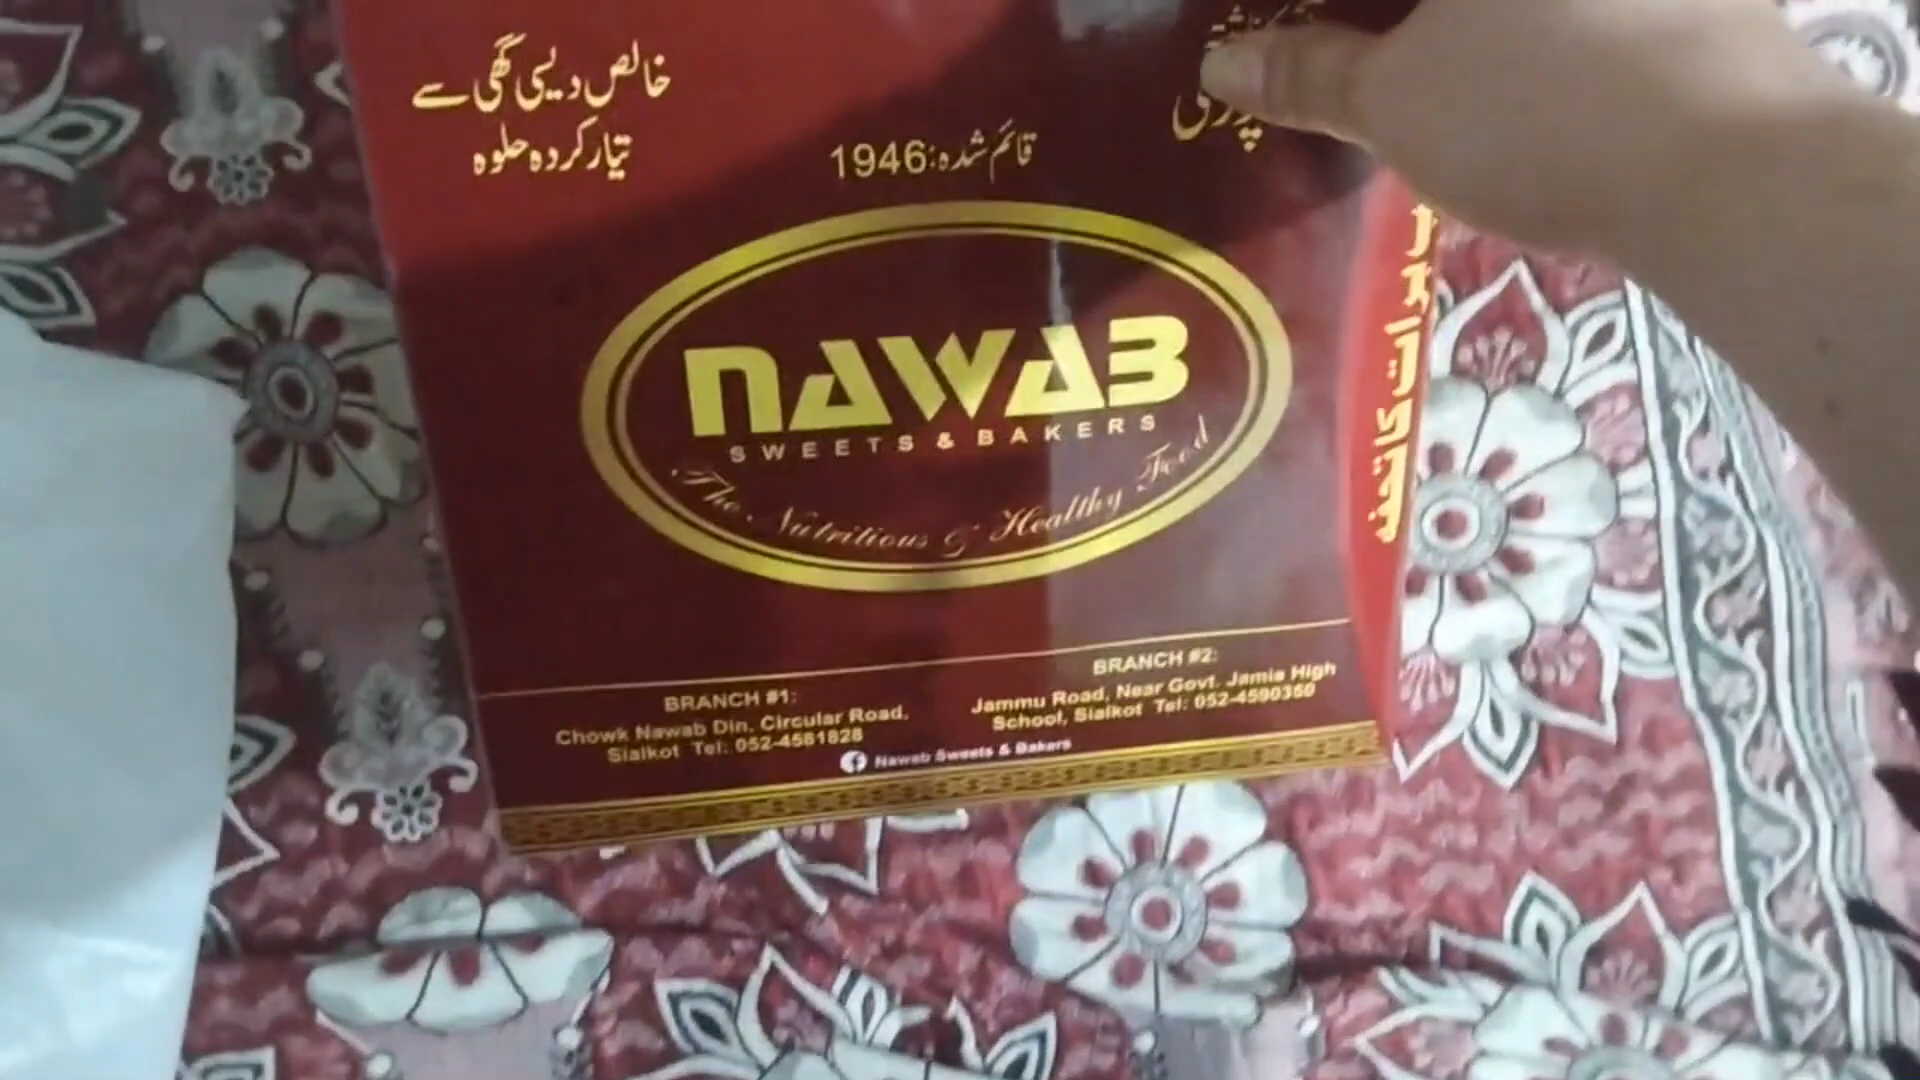 خالص دیسی گھی سے
تیار کردہ حلوہ
قائم شدہ: 1946
NAWAB
SWEETS & BAKERS
The Nutritious & Healthy Food
BRANCH #1:
Chowk Nawab Din, Circular Road,
Sialkot Tel: 052-4581828
BRANCH #2:
Jammu Road, Near Govt. Jamia High
School, Sialkot Tel: 052-4590350
Nawab Sweets & Bakers
کا تحفہ